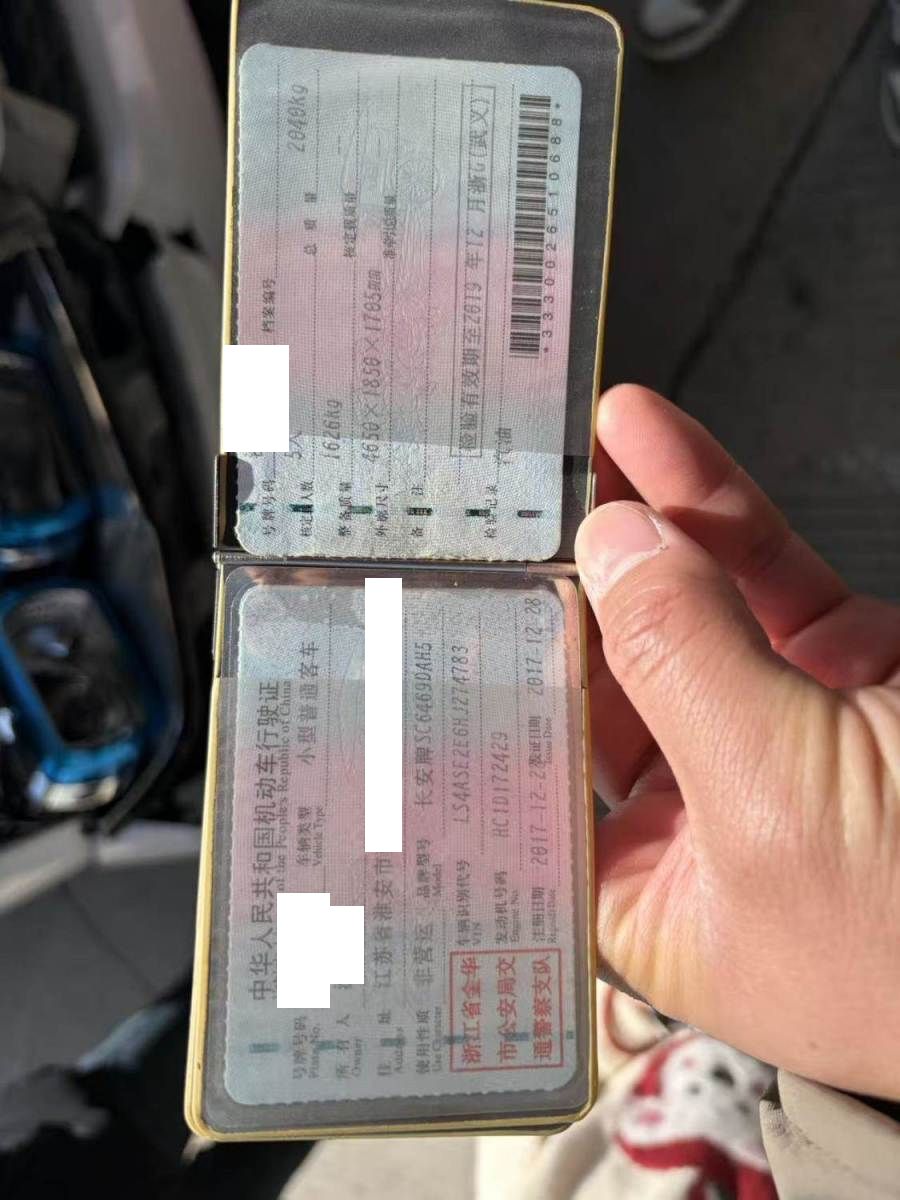 中华人民共和国机动车行驶证
of the People's Republic of China
号牌号码
Plate No.
车辆类型 小型普通客车
Vehicle Type
所有人
Owner
住址 江苏省淮安市
Address
使用性质 非营运 品牌型号 长安牌SC6469DAH5
Use Character Model
浙江省金华
市公安局交
通警察支队
车辆识别代号 LS4ASE2E6HJ274783
VIN
发动机号码 HC1D172429
Engine No.
注册日期 2017-12-2 发证日期 2017-12-28
Register Date Issue Date
号牌号码 档案编号
核定载人数 5人 总质量 2040kg
整备质量 1626kg 核定载质量 --
外廓尺寸 4650×1850×1705mm 准牵引总质量
备注
检验有效期至2019年12月浙G(武义)
检验记录
汽油
*3330026510688*